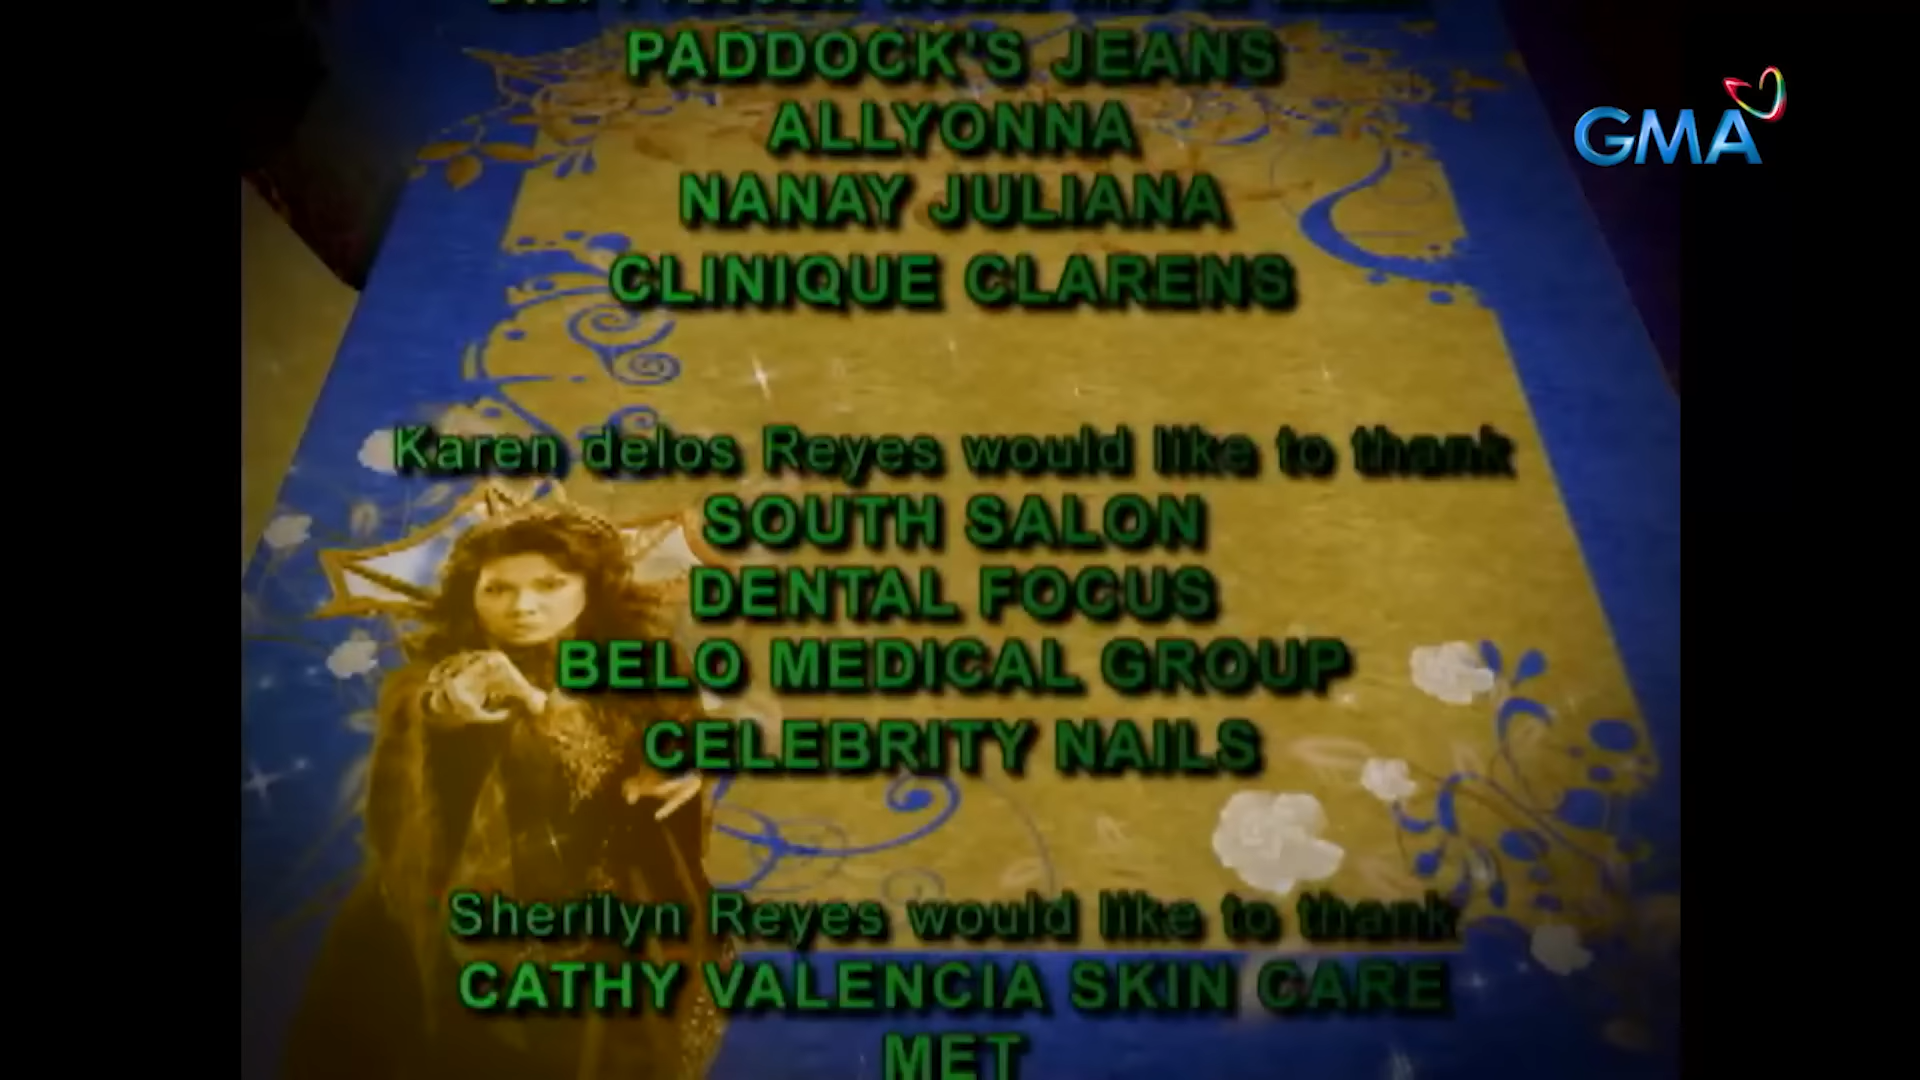 PADDOCK'S JEANS
GMA
ALLYONNA
NANAY JULIANA
CLINIQUE CLARENS
Karen delos Reyes would like to thank
SOUTH SALON
DENTAL FOCUS
BELO MEDICAL GROUP
CELEBRITY NAILS
Sherilyn Reyes would like to thank
CATHY VALENCIA SKIN CARE
MET